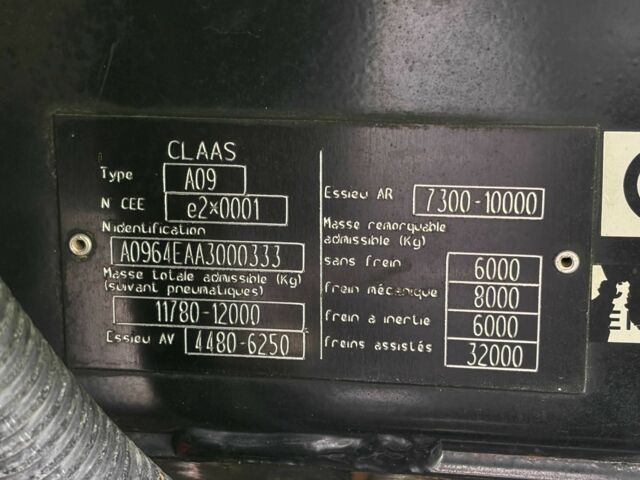 CLAAS
Type A09
N CEE e2*0001
N identification
A0964EAA3000333
Masse totale admissible (Kg)
(suivant pneumatiques)
11780-12000
Essieu AV 4480-6250
Essieu AR 7300-10000
Masse remorquable
admissible (Kg)
sans frein 6000
frein mécanique 8000
frein a inertie 6000
freins assistés 32000